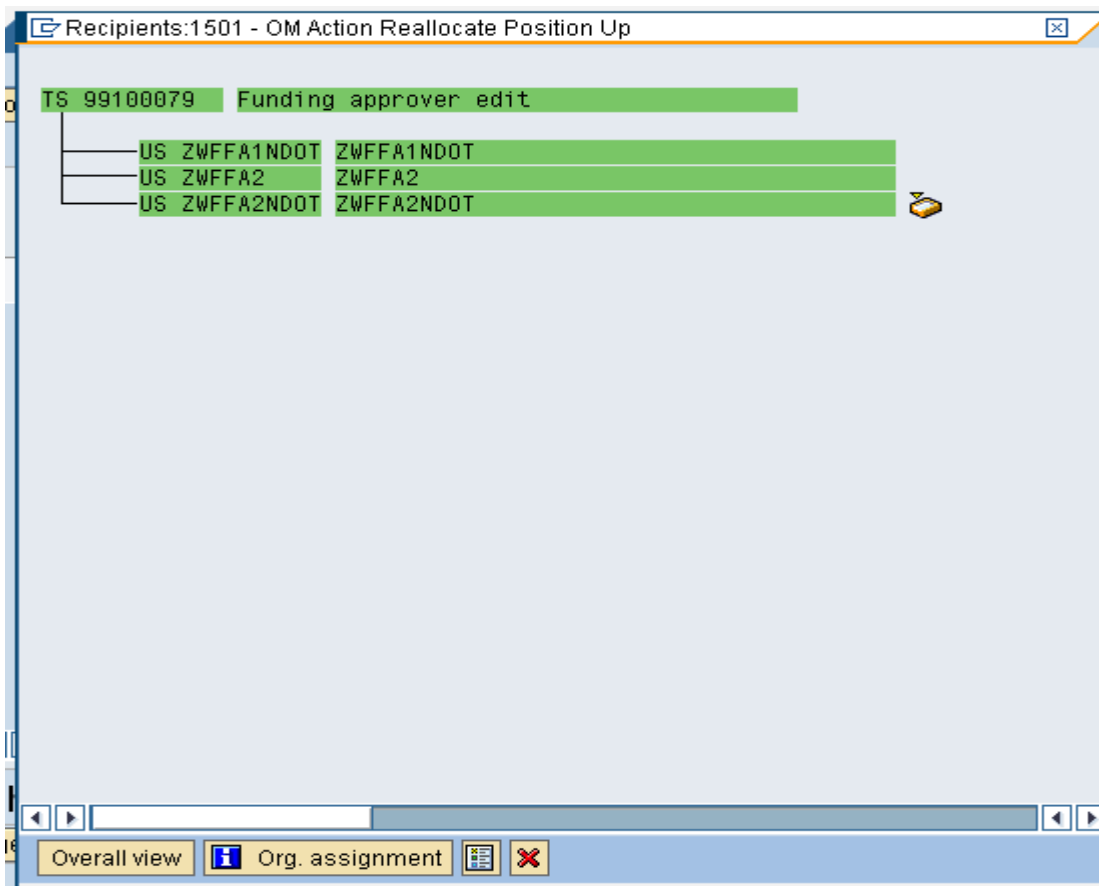 Recipients:1501 - OM Action Reallocate Position Up
TS 99100079 Funding approver edit
US ZWFFA1NDOT ZWFFA1NDOT
US ZWFFA2 ZWFFA2
US ZWFFA2NDOT ZWFFA2NDOT
Overall view Org. assignment